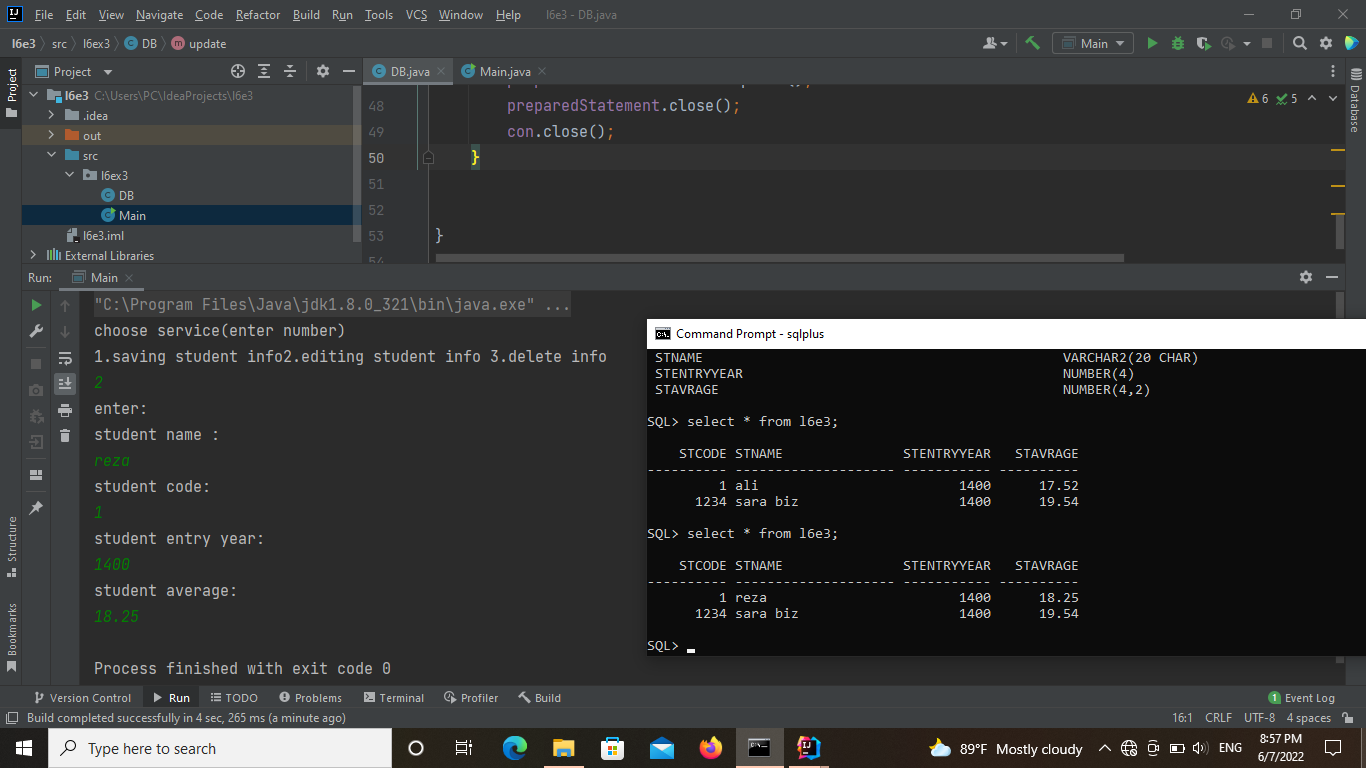 File Edit View Navigate Code Refactor Build Run Tools VCS Window Help l6e3 - DB.java
l6e3 src l6ex3 DB update
Main
Project
DB.java Main.java
Project
l6e3 C:\Users\PC\IdeaProjects\l6e3
.idea
out
src
l6ex3
DB
Main
l6e3.iml
External Libraries
48 preparedStatement.close();
49 con.close();
50 }
51
52
53 }
6 5
Database
Run: Main
"C:\Program Files\Java\jdk1.8.0_321\bin\java.exe" ...
choose service(enter number)
1.saving student info2.editing student info 3.delete info
2
enter:
student name :
reza
student code:
1
student entry year:
1400
student average:
18.25
Process finished with exit code 0
Structure
Bookmarks
Command Prompt - sqlplus
STNAME VARCHAR2(20 CHAR)
STENTRYYEAR NUMBER(4)
STAVRAGE NUMBER(4,2)
SQL> select * from l6e3;
STCODE STNAME STENTRYYEAR STAVRAGE
---------- -------------------- ----------- ----------
1 ali 1400 17.52
1234 sara biz 1400 19.54
SQL> select * from l6e3;
STCODE STNAME STENTRYYEAR STAVRAGE
---------- -------------------- ----------- ----------
1 reza 1400 18.25
1234 sara biz 1400 19.54
SQL>
Version Control Run TODO Problems Terminal Profiler Build 1 Event Log
Build completed successfully in 4 sec, 265 ms (a minute ago) 16:1 CRLF UTF-8 4 spaces
Type here to search
89°F Mostly cloudy ENG 8:57 PM
6/7/2022